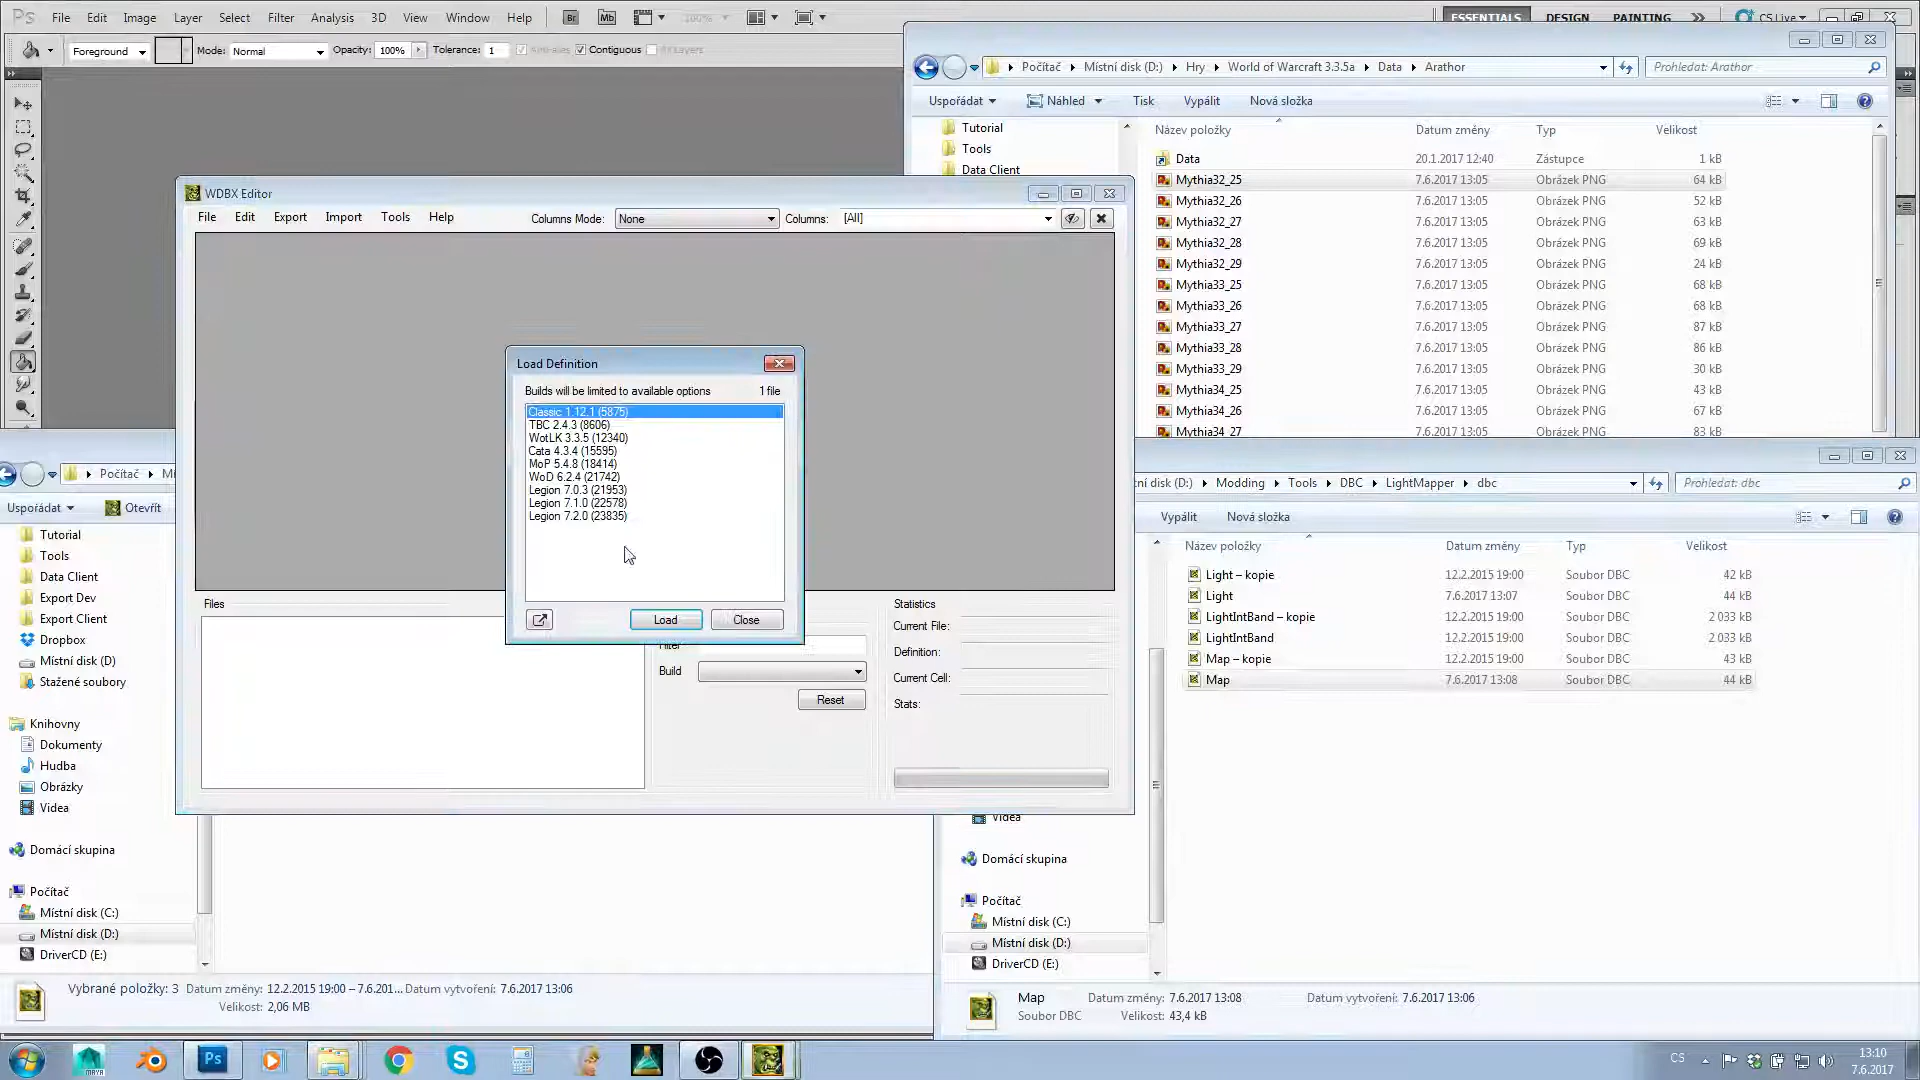 Ps File Edit Image Layer Select Filter Analysis 3D View Window Help Br Mb 100% ESSENTIALS DESIGN PAINTING CS Live
Foreground Mode: Normal Opacity: 100% Tolerance: 1 Anti-alias Contiguous All Layers
Počítač Místní disk (D:) Hry World of Warcraft 3.3.5a Data Arathor Prohledat: Arathor
Uspořádat Náhled Tisk Vypálit Nová složka
Tutorial
Tools
Data Client
Název položky Datum změny Typ Velikost
Data 20.1.2017 12:40 Zástupce 1 kB
Mythia32_25 7.6.2017 13:05 Obrázek PNG 64 kB
Mythia32_26 7.6.2017 13:05 Obrázek PNG 52 kB
Mythia32_27 7.6.2017 13:05 Obrázek PNG 63 kB
Mythia32_28 7.6.2017 13:05 Obrázek PNG 69 kB
Mythia32_29 7.6.2017 13:05 Obrázek PNG 24 kB
Mythia33_25 7.6.2017 13:05 Obrázek PNG 68 kB
Mythia33_26 7.6.2017 13:05 Obrázek PNG 68 kB
Mythia33_27 7.6.2017 13:05 Obrázek PNG 87 kB
Mythia33_28 7.6.2017 13:05 Obrázek PNG 86 kB
Mythia33_29 7.6.2017 13:05 Obrázek PNG 30 kB
Mythia34_25 7.6.2017 13:05 Obrázek PNG 43 kB
Mythia34_26 7.6.2017 13:05 Obrázek PNG 67 kB
Mythia34_27 7.6.2017 13:05 Obrázek PNG 83 kB
WDBX Editor
File Edit Export Import Tools Help Columns Mode: None Columns: [All]
Load Definition
Builds will be limited to available options 1 file
Classic 1.12.1 (5875)
TBC 2.4.3 (8606)
WotLK 3.3.5 (12340)
Cata 4.3.4 (15595)
MoP 5.4.8 (18414)
WoD 6.2.4 (21742)
Legion 7.0.3 (21953)
Legion 7.1.0 (22578)
Legion 7.2.0 (23835)
Load Close
Files
Filter
Build
Reset
Statistics
Current File:
Definition:
Current Cell:
Stats:
Počítač
Uspořádat Otevřít
Tutorial
Tools
Data Client
Export Dev
Export Client
Dropbox
Místní disk (D)
Stažené soubory
Knihovny
Dokumenty
Hudba
Obrázky
Videa
Domácí skupina
Počítač
Místní disk (C:)
Místní disk (D:)
DriverCD (E:)
Vybrané položky: 3 Datum změny: 12.2.2015 19:00 – 7.6.201... Datum vytvoření: 7.6.2017 13:06
Velikost: 2,06 MB
tní disk (D:) Modding Tools DBC LightMapper dbc Prohledat: dbc
Vypálit Nová složka
Název položky Datum změny Typ Velikost
Light – kopie 12.2.2015 19:00 Soubor DBC 42 kB
Light 7.6.2017 13:07 Soubor DBC 44 kB
LightIntBand – kopie 12.2.2015 19:00 Soubor DBC 2 033 kB
LightIntBand 12.2.2015 19:00 Soubor DBC 2 033 kB
Map – kopie 12.2.2015 19:00 Soubor DBC 43 kB
Map 7.6.2017 13:08 Soubor DBC 44 kB
Videa
Domácí skupina
Počítač
Místní disk (C:)
Místní disk (D:)
DriverCD (E:)
Map Datum změny: 7.6.2017 13:08 Datum vytvoření: 7.6.2017 13:06
Soubor DBC Velikost: 43,4 kB
MAYA Ps S CS 13:10
7.6.2017